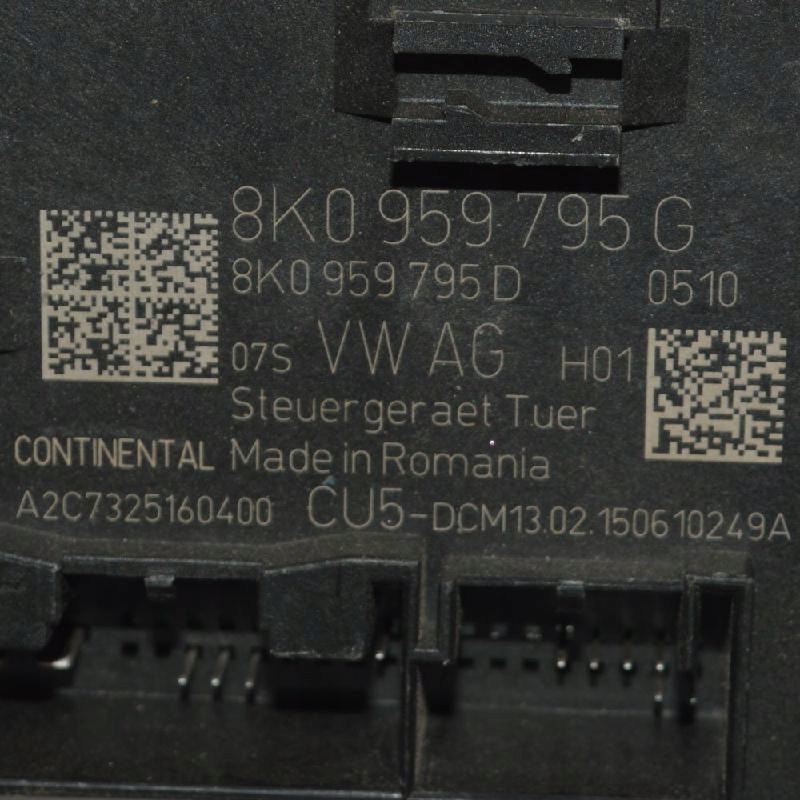 8K0 959 795 G
8K0 959 795 D 0510
07S VW AG H01
Steuergeraet Tuer
CONTINENTAL Made in Romania
A2C7325160400 CU5-DCM13.02.150610249A